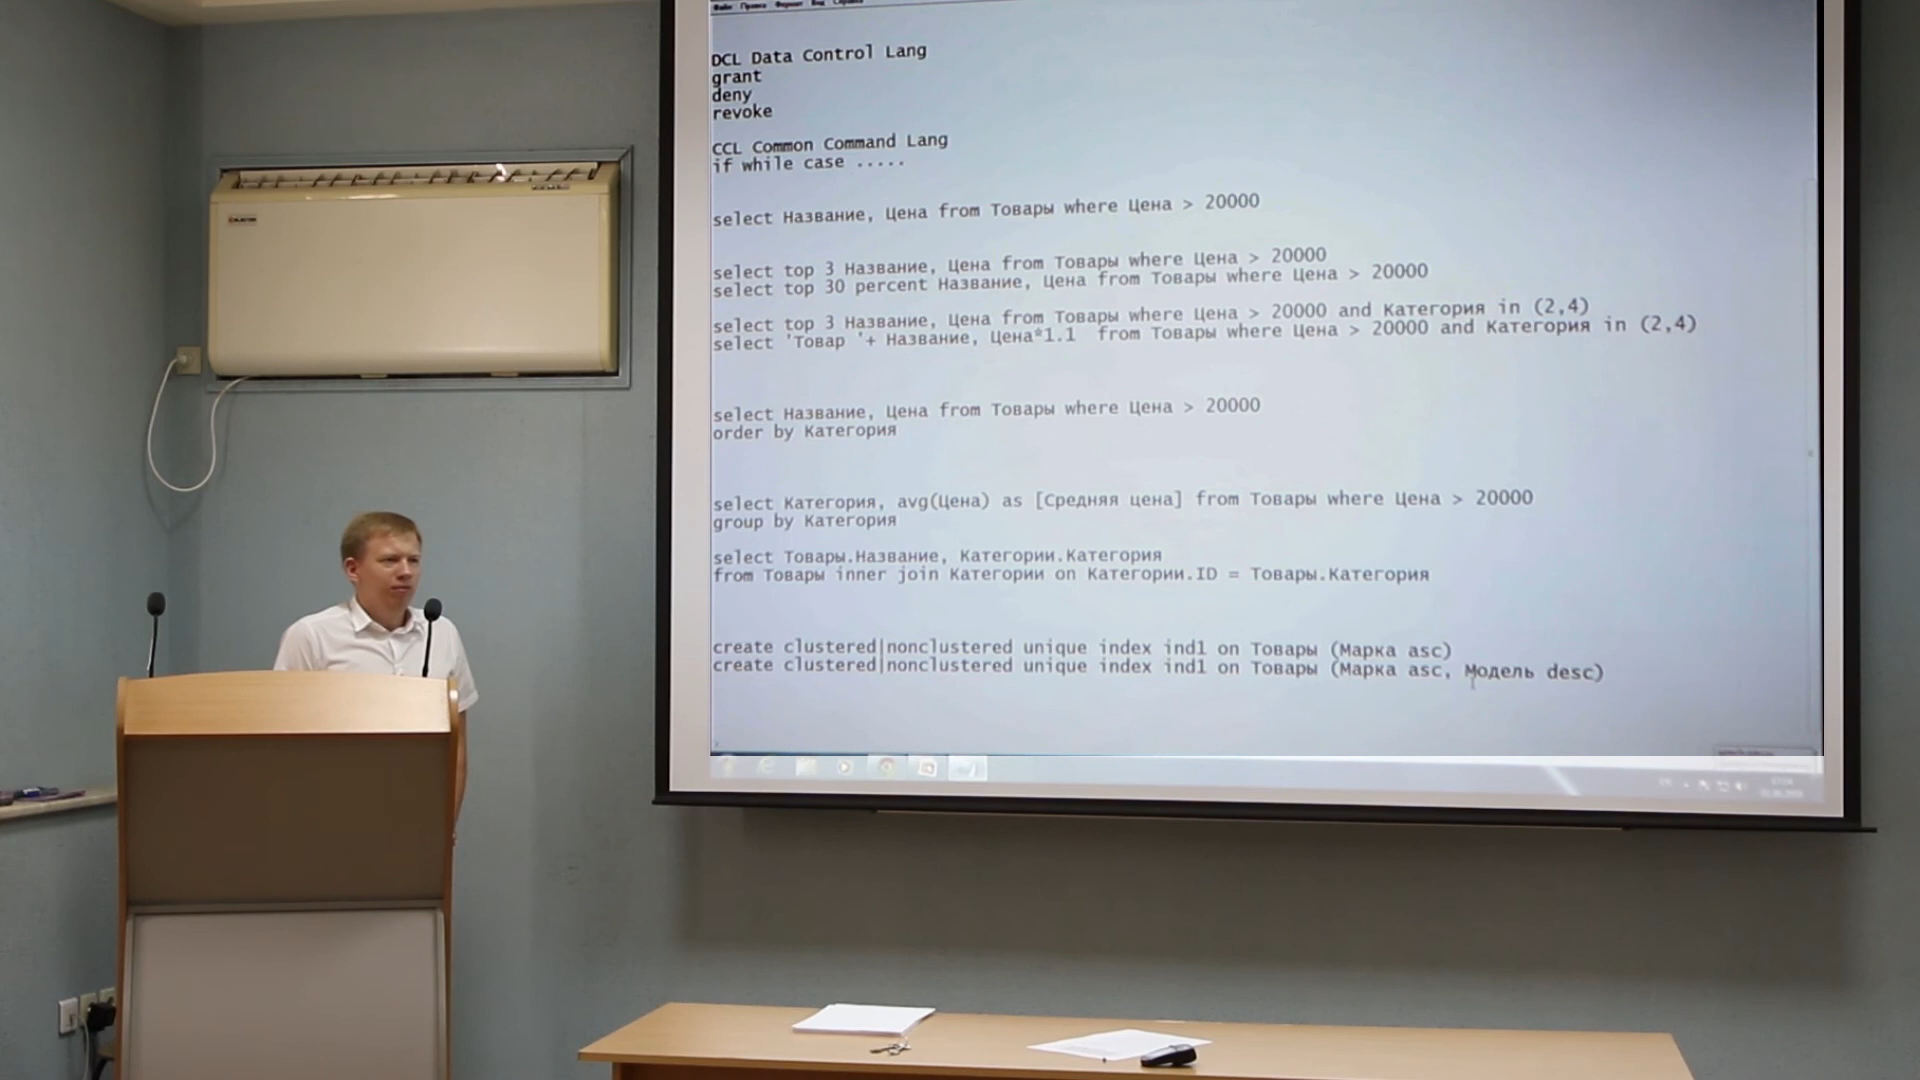 Файл Правка Формат Вид Справка
DCL Data Control Lang
grant
deny
revoke
CCL Common Command Lang
if while case .....
select Название, Цена from Товары where Цена > 20000
select top 3 Название, Цена from Товары where Цена > 20000
select top 30 percent Название, Цена from Товары where Цена > 20000
select top 3 Название, Цена from Товары where Цена > 20000 and Категория in (2,4)
select 'Товар '+ Название, Цена*1.1  from Товары where Цена > 20000 and Категория in (2,4)
select Название, Цена from Товары where Цена > 20000
order by Категория
select Категория, avg(Цена) as [Средняя цена] from Товары where Цена > 20000
group by Категория
select Товары.Название, Категории.Категория
from Товары inner join Категории on Категории.ID = Товары.Категория
create clustered|nonclustered unique index ind1 on Товары (Марка asc)
create clustered|nonclustered unique index ind1 on Товары (Марка asc, Модель desc)